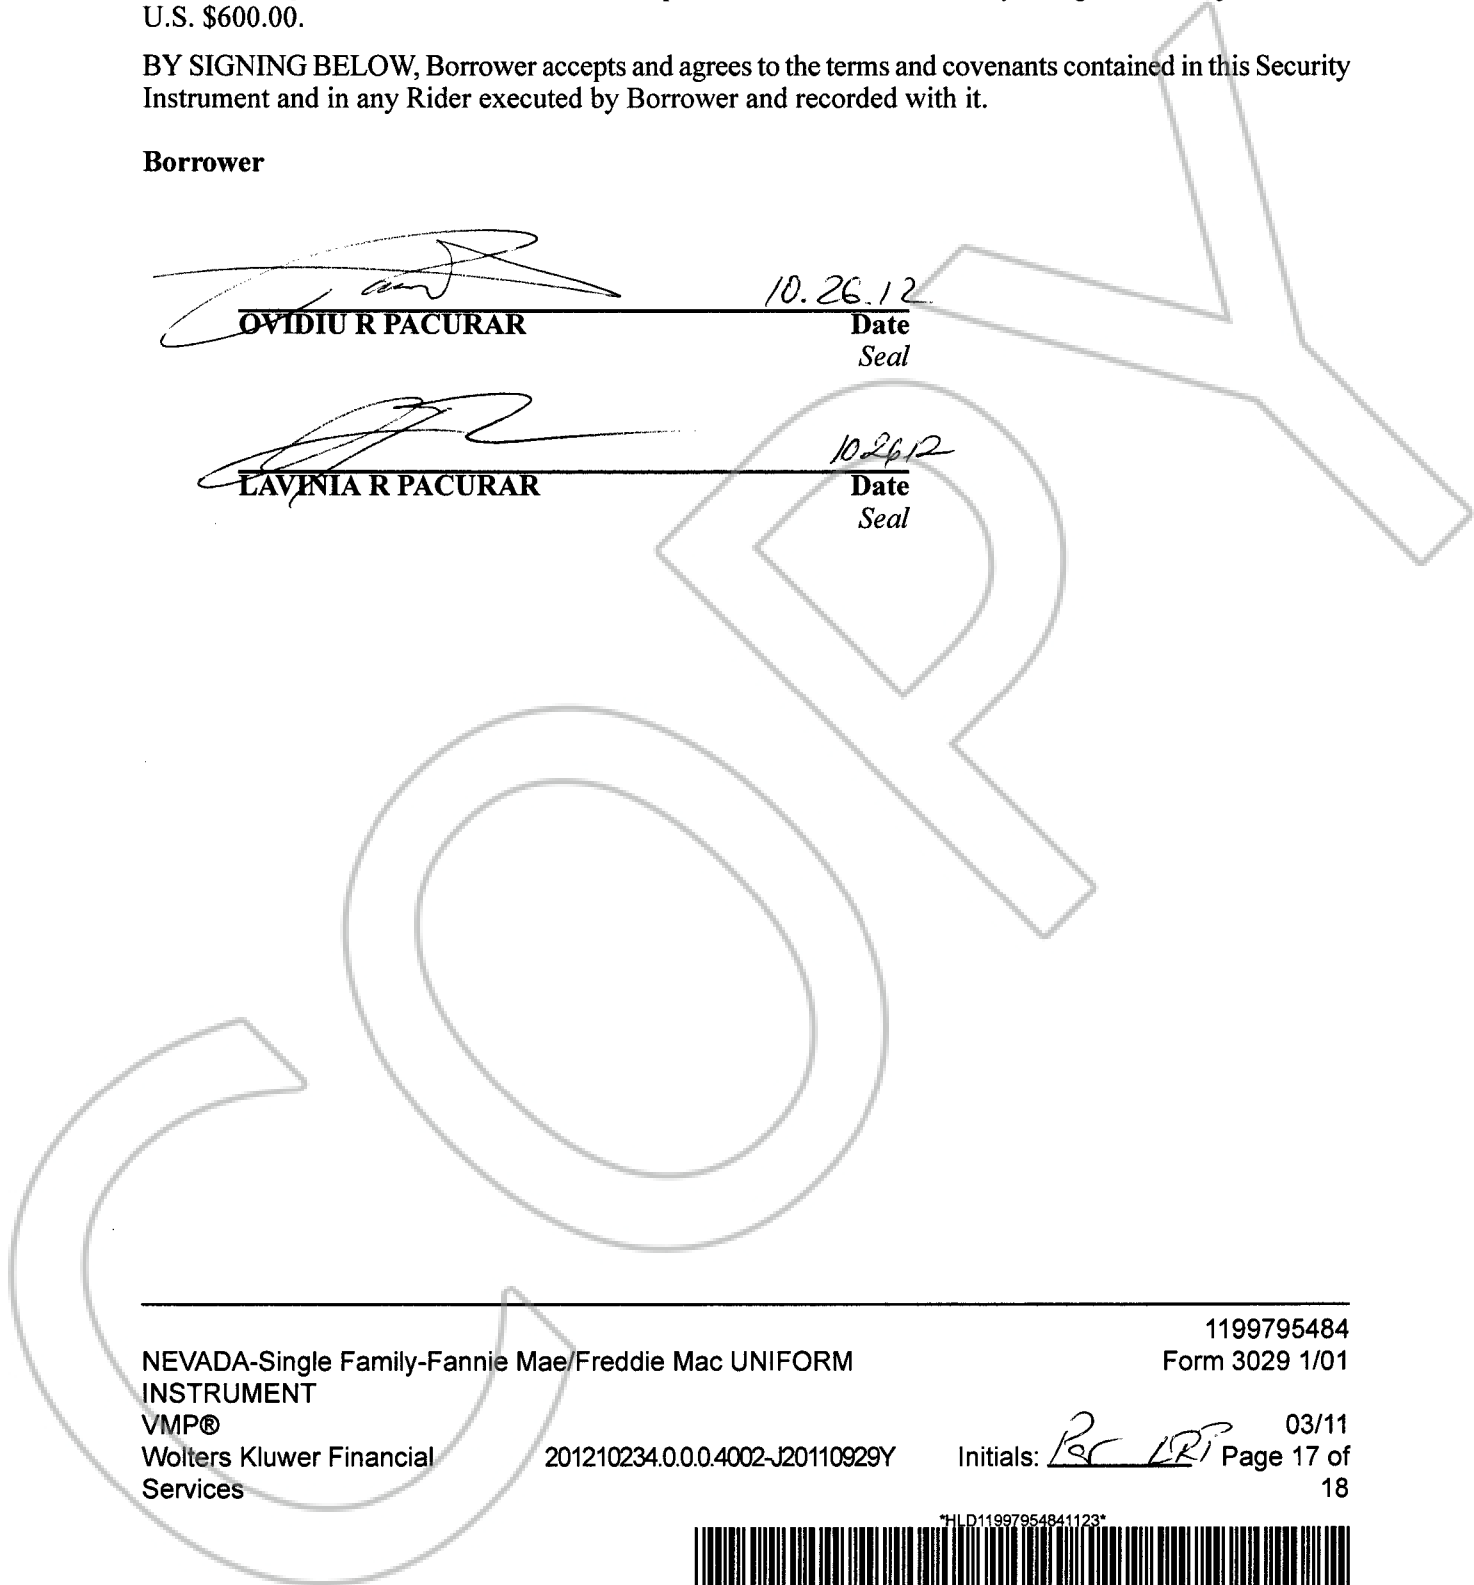 U.S. $600.00.
BY SIGNING BELOW, Borrower accepts and agrees to the terms and covenants contained in this Security
Instrument and in any Rider executed by Borrower and recorded with it.
Borrower
10.26.12
OVIDIU R PACURAR Date
Seal
102612
LAVINIA R PACURAR Date
Seal
COPY
1199795484
NEVADA-Single Family-Fannie Mae/Freddie Mac UNIFORM Form 3029 1/01
INSTRUMENT
VMP® 03/11
Wolters Kluwer Financial 201210234.0.0.0.4002-J20110929Y Initials: LRP Page 17 of
Services 18
*HLD11997954841123*